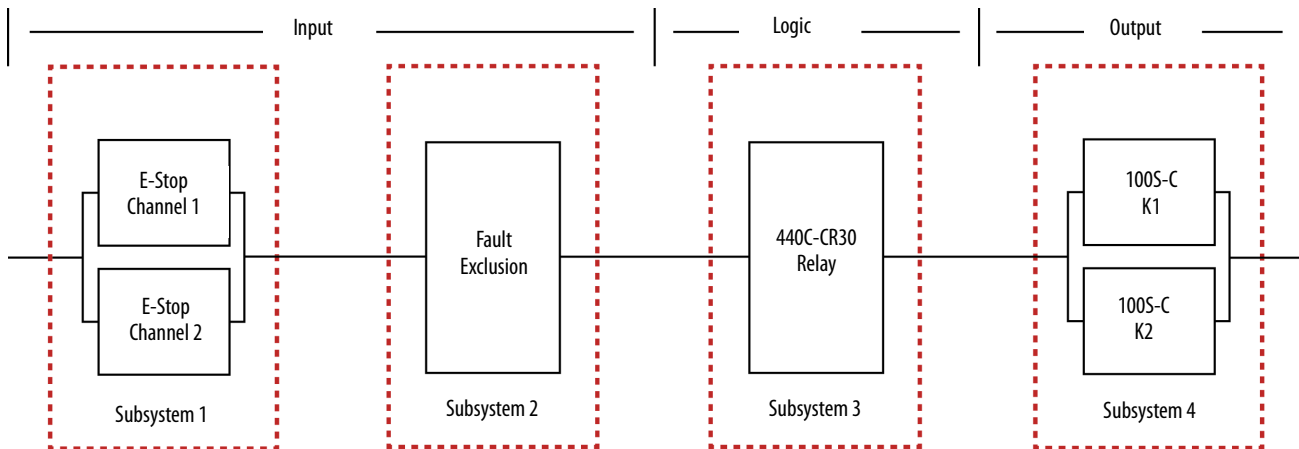 Input
Logic
Output
E-Stop
Channel 1
E-Stop
Channel 2
Subsystem 1
Fault
Exclusion
Subsystem 2
440C-CR30
Relay
Subsystem 3
100S-C
K1
100S-C
K2
Subsystem 4